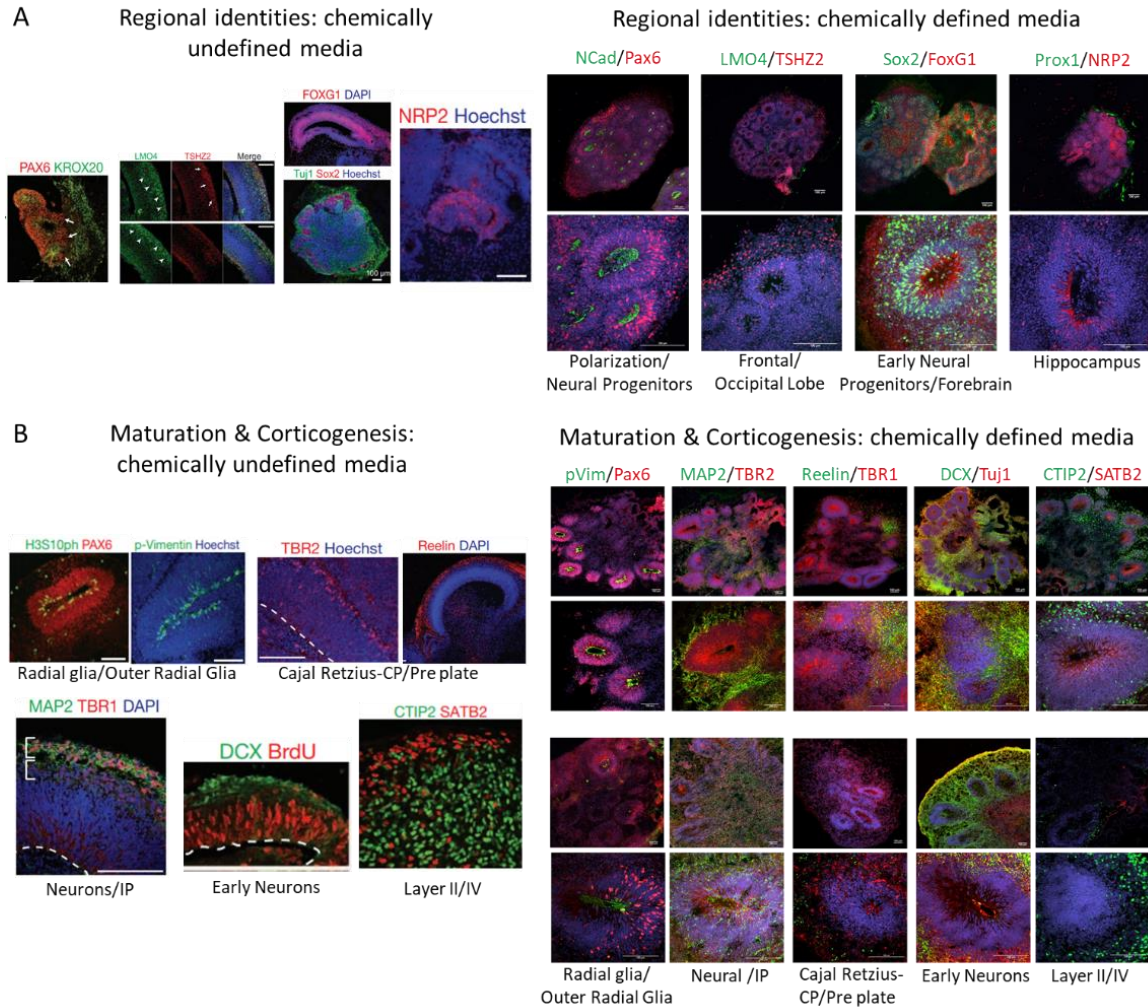 A
Regional identities: chemically
undefined media
Regional identities: chemically defined media
PAX6 KROX20
LMO4 TSHZ2 Merge
FOXG1 DAPI
Tuj1 Sox2 Hoechst
100 µm
NRP2 Hoechst
NCad/Pax6
LMO4/TSHZ2
Sox2/FoxG1
Prox1/NRP2
Polarization/
Neural Progenitors
Frontal/
Occipital Lobe
Early Neural
Progenitors/Forebrain
Hippocampus
B
Maturation & Corticogenesis:
chemically undefined media
Maturation & Corticogenesis: chemically defined media
H3S10ph PAX6
p-Vimentin Hoechst
TBR2 Hoechst
Reelin DAPI
Radial glia/Outer Radial Glia
Cajal Retzius-CP/Pre plate
MAP2 TBR1 DAPI
DCX BrdU
CTIP2 SATB2
Neurons/IP
Early Neurons
Layer II/IV
pVim/Pax6
MAP2/TBR2
Reelin/TBR1
DCX/Tuj1
CTIP2/SATB2
Radial glia/
Outer Radial Glia
Neural /IP
Cajal Retzius-
CP/Pre plate
Early Neurons
Layer II/IV